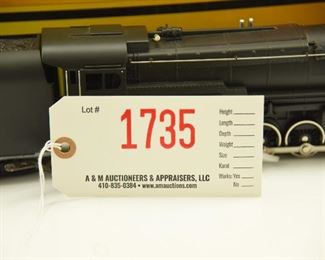 Lot #
1735
Height
Length
Depth
Weight
Size
Karat
Works: Yes
No
A & M AUCTIONEERS & APPRAISERS, LLC
410-835-0384 • www.amauctions.com